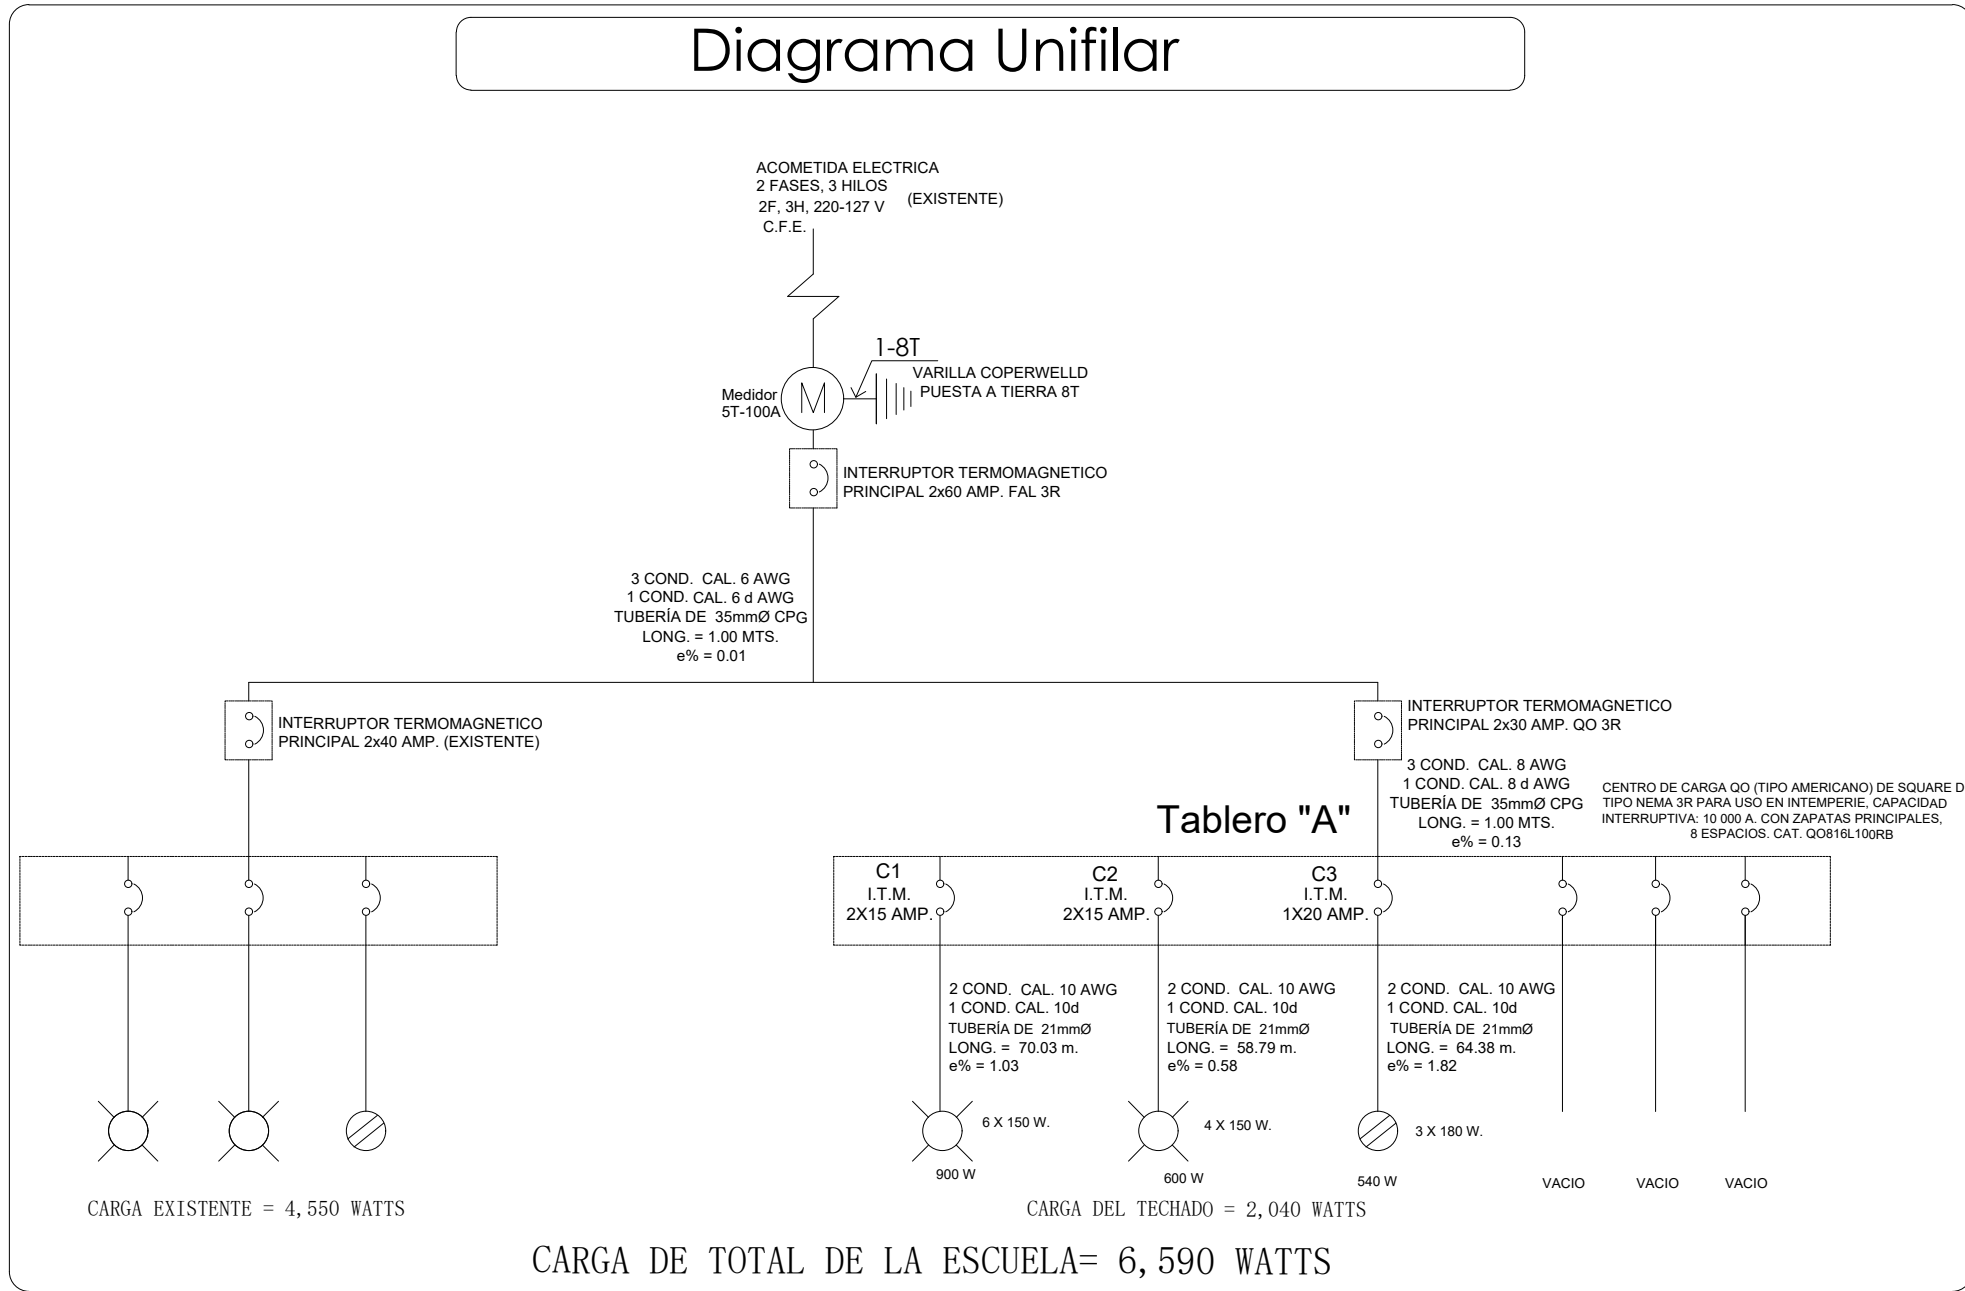 Diagrama Unifilar
ACOMETIDA ELECTRICA
2 FASES, 3 HILOS
(EXISTENTE)
2F, 3H, 220-127 V
C.F.E.
1-8T
VARILLA COPERWELLD
PUESTA A TIERRA 8T
Medidor
5T-100A
M
INTERRUPTOR TERMOMAGNETICO
PRINCIPAL 2x60 AMP. FAL 3R
3 COND. CAL. 6 AWG
1 COND. CAL. 6 d AWG
TUBERÍA DE 35mmØ CPG
LONG. = 1.00 MTS.
e% = 0.01
INTERRUPTOR TERMOMAGNETICO
PRINCIPAL 2x40 AMP. (EXISTENTE)
INTERRUPTOR TERMOMAGNETICO
PRINCIPAL 2x30 AMP. QO 3R
3 COND. CAL. 8 AWG
1 COND. CAL. 8 d AWG
TUBERÍA DE 35mmØ CPG
LONG. = 1.00 MTS.
e% = 0.13
CENTRO DE CARGA QO (TIPO AMERICANO) DE SQUARE D
TIPO NEMA 3R PARA USO EN INTEMPERIE, CAPACIDAD
INTERRUPTIVA: 10 000 A. CON ZAPATAS PRINCIPALES,
8 ESPACIOS. CAT. QO816L100RB
Tablero "A"
C1
I.T.M.
2X15 AMP.
C2
I.T.M.
2X15 AMP.
C3
I.T.M.
1X20 AMP.
2 COND. CAL. 10 AWG
1 COND. CAL. 10d
TUBERÍA DE 21mmØ
LONG. = 70.03 m.
e% = 1.03
2 COND. CAL. 10 AWG
1 COND. CAL. 10d
TUBERÍA DE 21mmØ
LONG. = 58.79 m.
e% = 0.58
2 COND. CAL. 10 AWG
1 COND. CAL. 10d
TUBERÍA DE 21mmØ
LONG. = 64.38 m.
e% = 1.82
6 X 150 W.
4 X 150 W.
3 X 180 W.
900 W
600 W
540 W
VACIO
VACIO
VACIO
CARGA EXISTENTE = 4,550 WATTS
CARGA DEL TECHADO = 2,040 WATTS
CARGA DE TOTAL DE LA ESCUELA= 6,590 WATTS